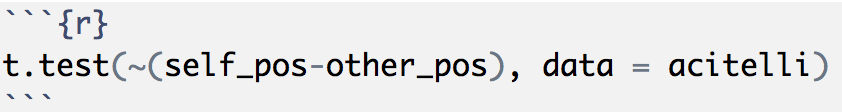 ```{r}
t.test(~(self_pos-other_pos), data = acitelli)
```